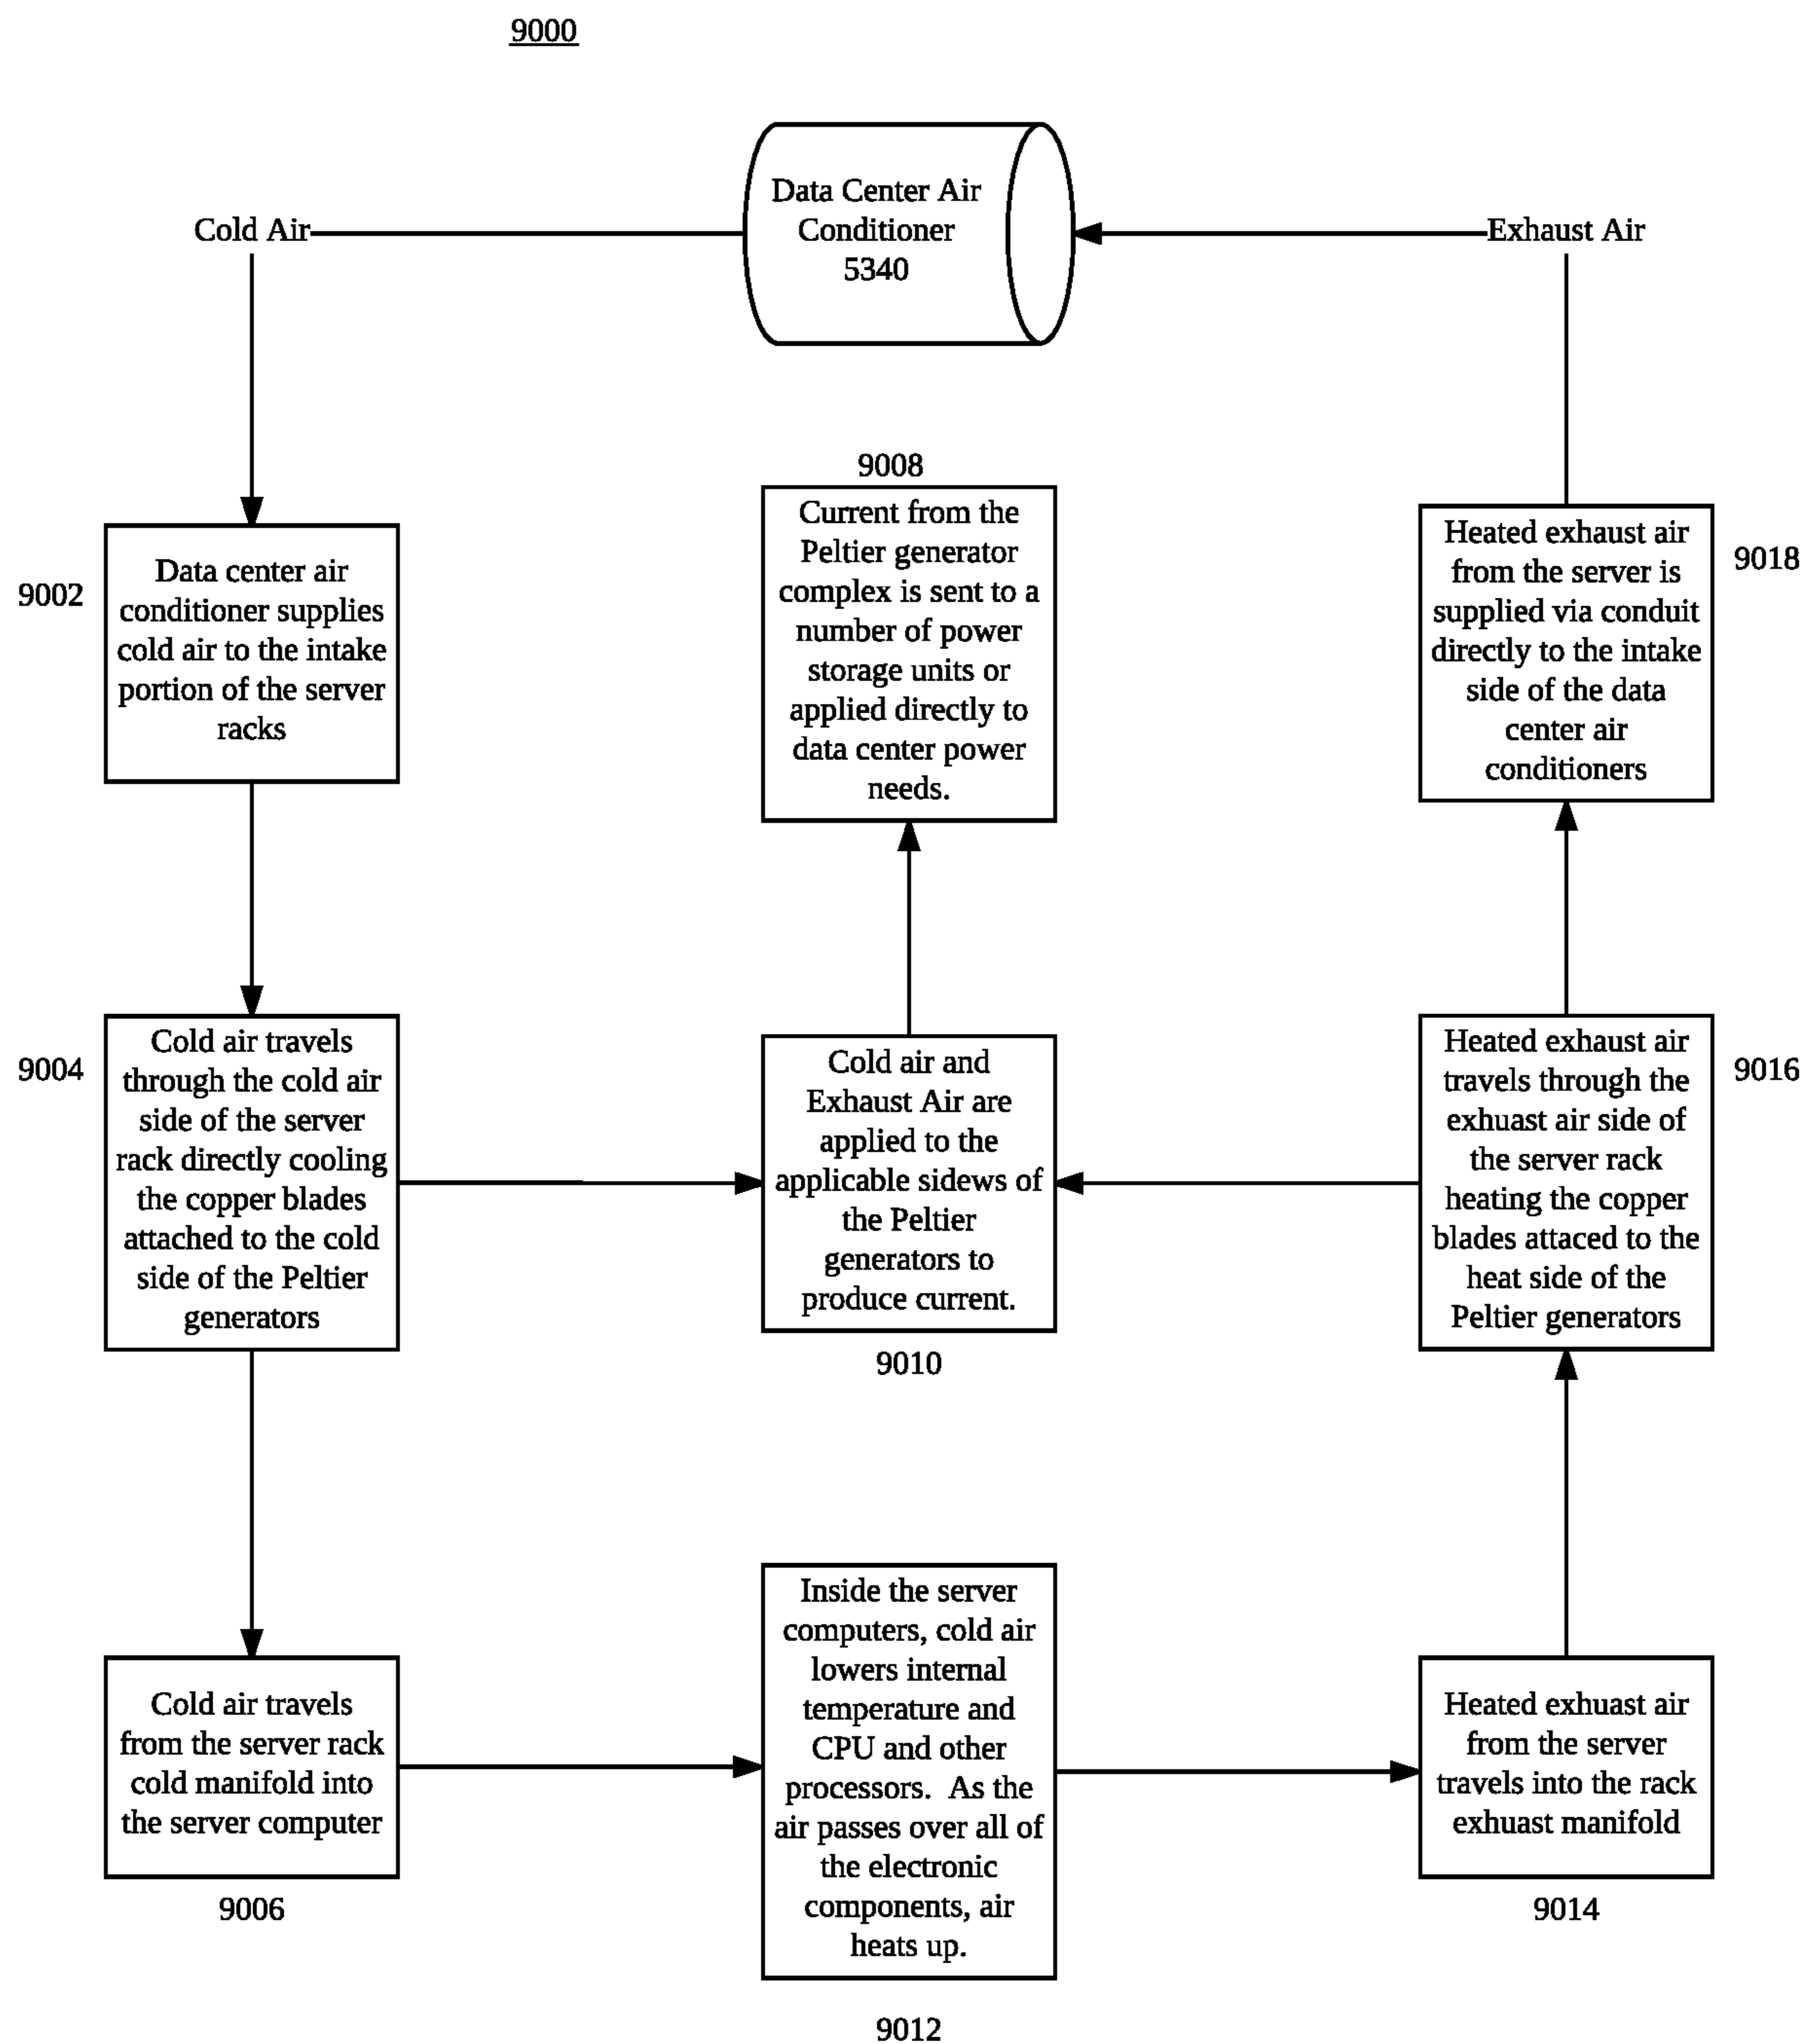 9000
Data Center Air
Conditioner
5340
Cold Air
Exhaust Air
9002
Data center air
conditioner supplies
cold air to the intake
portion of the server
racks
9008
Current from the
Peltier generator
complex is sent to a
number of power
storage units or
applied directly to
data center power
needs.
Heated exhaust air
from the server is
supplied via conduit
directly to the intake
side of the data
center air
conditioners
9018
9004
Cold air travels
through the cold air
side of the server
rack directly cooling
the copper blades
attached to the cold
side of the Peltier
generators
Cold air and
Exhaust Air are
applied to the
applicable sidews of
the Peltier
generators to
produce current.
9010
Heated exhaust air
travels through the
exhuast air side of
the server rack
heating the copper
blades attaced to the
heat side of the
Peltier generators
9016
Cold air travels
from the server rack
cold manifold into
the server computer
9006
Inside the server
computers, cold air
lowers internal
temperature and
CPU and other
processors.  As the
air passes over all of
the electronic
components, air
heats up.
9012
Heated exhuast air
from the server
travels into the rack
exhuast manifold
9014